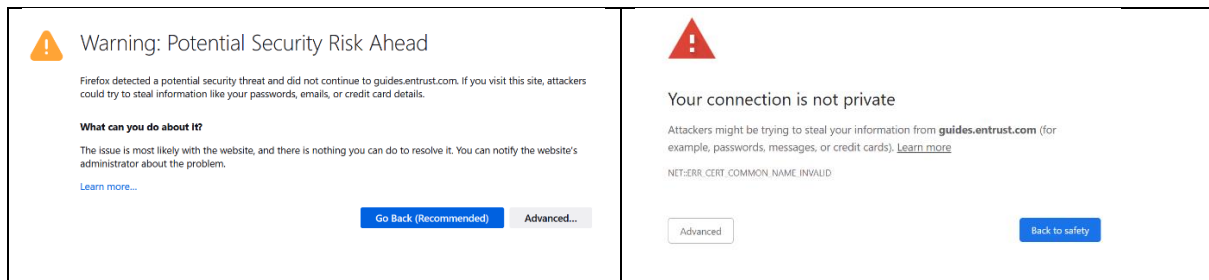 Warning: Potential Security Risk Ahead
Firefox detected a potential security threat and did not continue to guides.entrust.com. If you visit this site, attackers
could try to steal information like your passwords, emails, or credit card details.
What can you do about it?
The issue is most likely with the website, and there is nothing you can do to resolve it. You can notify the website's
administrator about the problem.
Learn more...
Go Back (Recommended)
Advanced...
Your connection is not private
Attackers might be trying to steal your information from guides.entrust.com (for
example, passwords, messages, or credit cards). Learn more
NET::ERR_CERT_COMMON_NAME_INVALID
Advanced
Back to safety